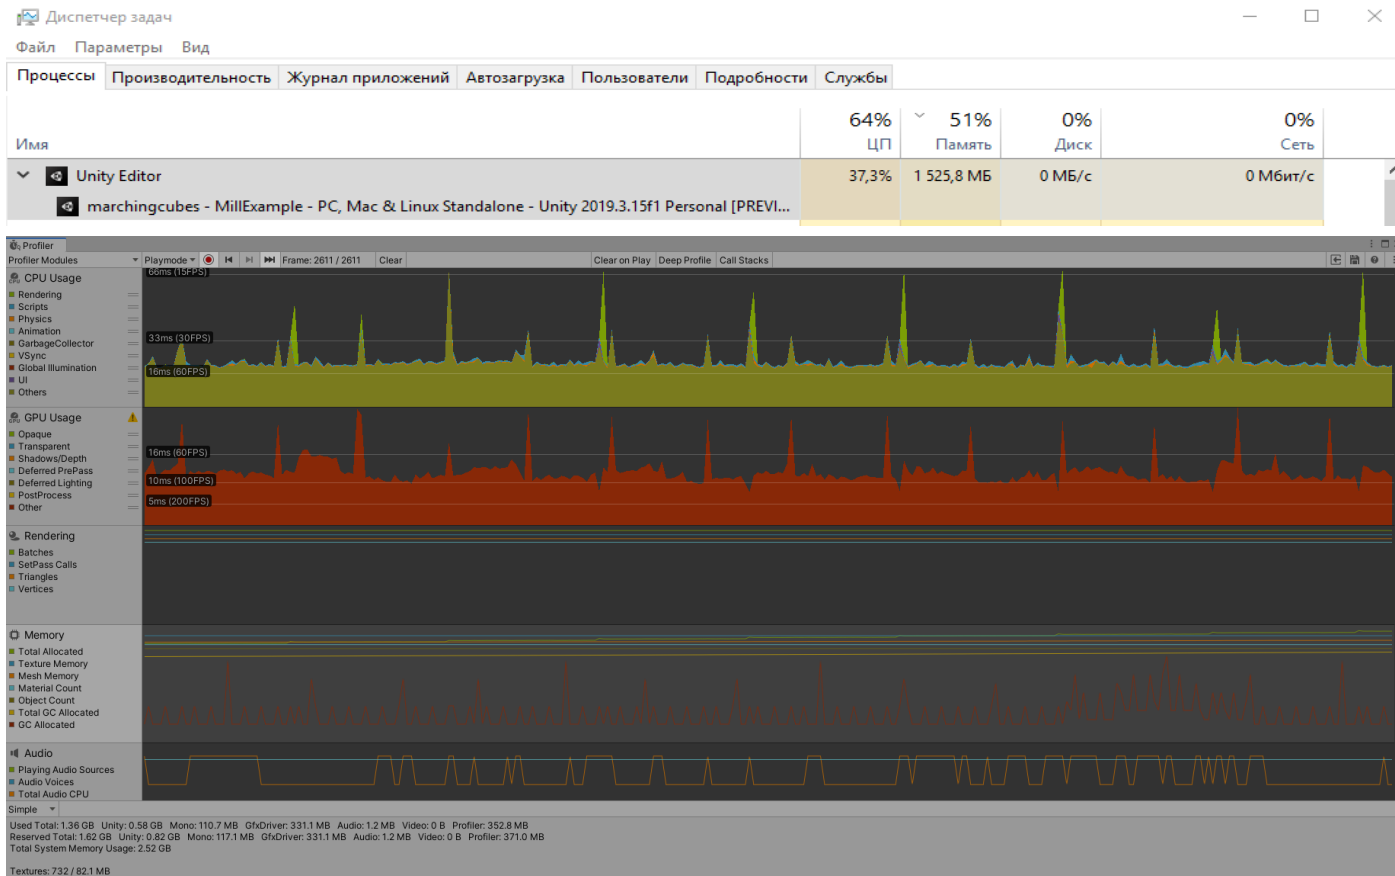 Диспетчер задач
Файл Параметры Вид
Процессы Производительность Журнал приложений Автозагрузка Пользователи Подробности Службы
64% 51% 0% 0%
Имя ЦП Память Диск Сеть
Unity Editor 37,3% 1 525,8 МБ 0 МБ/с 0 Мбит/с
marchingcubes - MillExample - PC, Mac & Linux Standalone - Unity 2019.3.15f1 Personal [PREVI...
Profiler
Profiler Modules Playmode Frame: 2611 / 2611 Clear Clear on Play Deep Profile Call Stacks
CPU Usage
Rendering
Scripts
Physics
Animation
GarbageCollector
VSync
Global Illumination
UI
Others
66ms (15FPS)
33ms (30FPS)
16ms (60FPS)
GPU Usage
Opaque
Transparent
Shadows/Depth
Deferred PrePass
Deferred Lighting
PostProcess
Other
16ms (60FPS)
10ms (100FPS)
5ms (200FPS)
Rendering
Batches
SetPass Calls
Triangles
Vertices
Memory
Total Allocated
Texture Memory
Mesh Memory
Material Count
Object Count
Total GC Allocated
GC Allocated
Audio
Playing Audio Sources
Audio Voices
Total Audio CPU
Simple
Used Total: 1.36 GB Unity: 0.58 GB Mono: 110.7 MB GfxDriver: 331.1 MB Audio: 1.2 MB Video: 0 B Profiler: 352.8 MB
Reserved Total: 1.62 GB Unity: 0.82 GB Mono: 117.1 MB GfxDriver: 331.1 MB Audio: 1.2 MB Video: 0 B Profiler: 371.0 MB
Total System Memory Usage: 2.52 GB
Textures: 732 / 82.1 MB